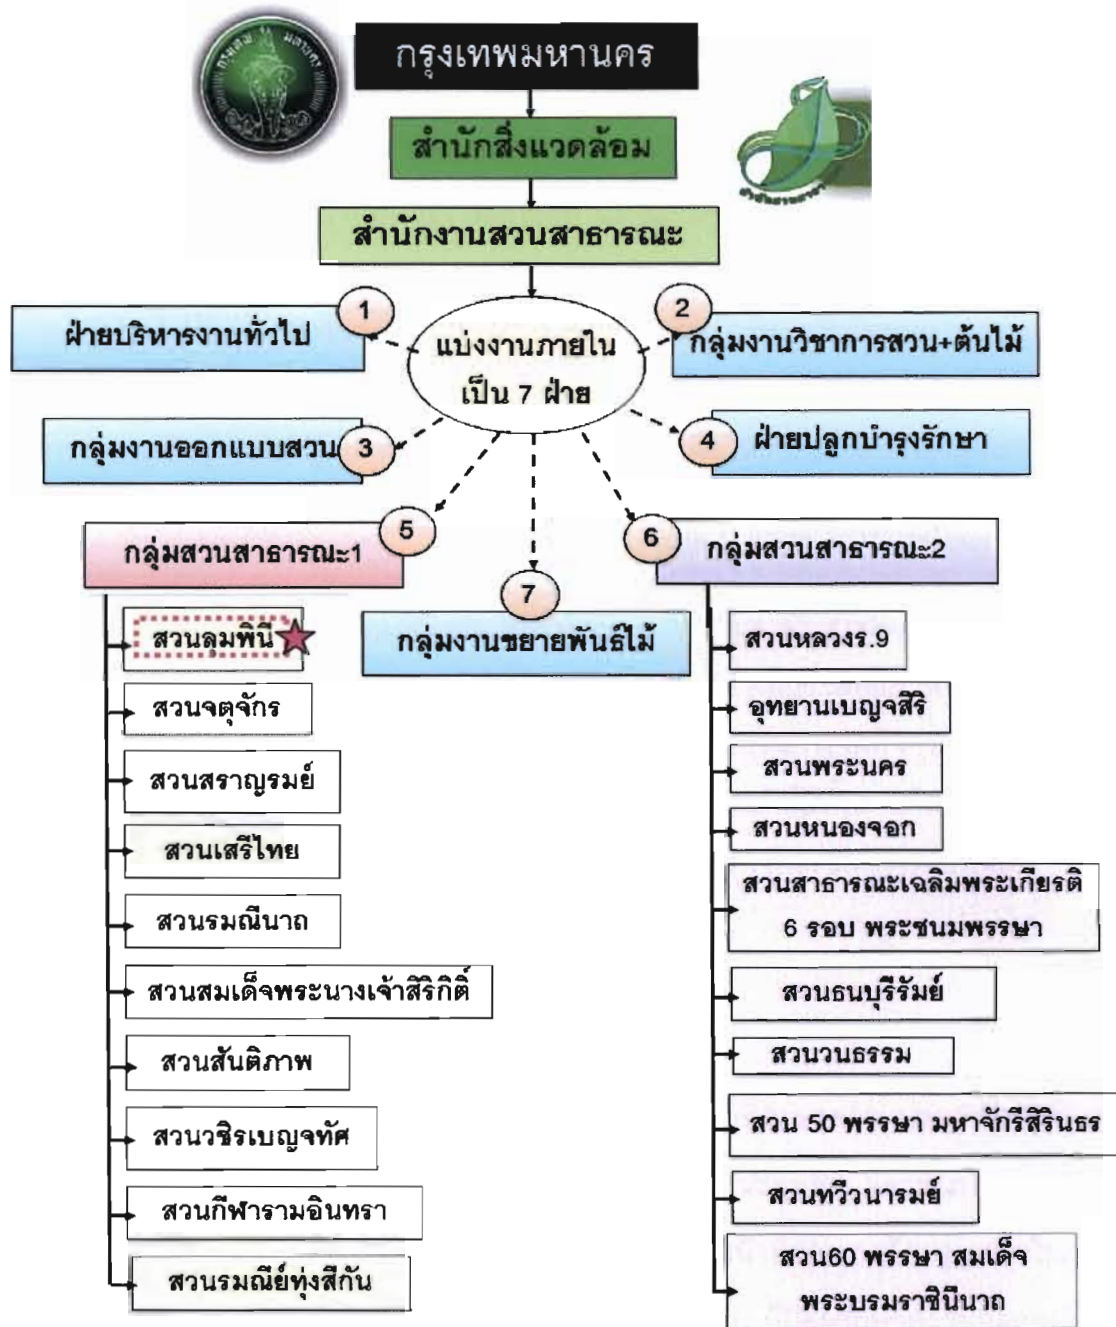 กรุงเทพมหานคร
สำนักสิ่งแวดล้อม
สำนักงานสวนสาธารณะ
แบ่งงานภายใน
เป็น 7 ฝ่าย
1
ฝ่ายบริหารงานทั่วไป
2
กลุ่มงานวิชาการสวน+ต้นไม้
กลุ่มงานออกแบบสวน
3
4
ฝ่ายปลูกบำรุงรักษา
5
กลุ่มสวนสาธารณะ1
6
กลุ่มสวนสาธารณะ2
7
กลุ่มงานขยายพันธ์ไม้
สวนลุมพินี
สวนจตุจักร
สวนสราญรมย์
สวนเสรีไทย
สวนรมณีนาถ
สวนสมเด็จพระนางเจ้าสิริกิติ์
สวนสันติภาพ
สวนวชิรเบญจทัศ
สวนกีฬารามอินทรา
สวนรมณีย์ทุ่งสีกัน
สวนหลวงร.9
อุทยานเบญจสิริ
สวนพระนคร
สวนหนองจอก
สวนสาธารณะเฉลิมพระเกียรติ
6 รอบ พระชนมพรรษา
สวนธนบุรีรัมย์
สวนวนธรรม
สวน 50 พรรษา มหาจักรีสิรินธร
สวนทวีวนารมย์
สวน60 พรรษา สมเด็จ
พระบรมราชินีนาถ